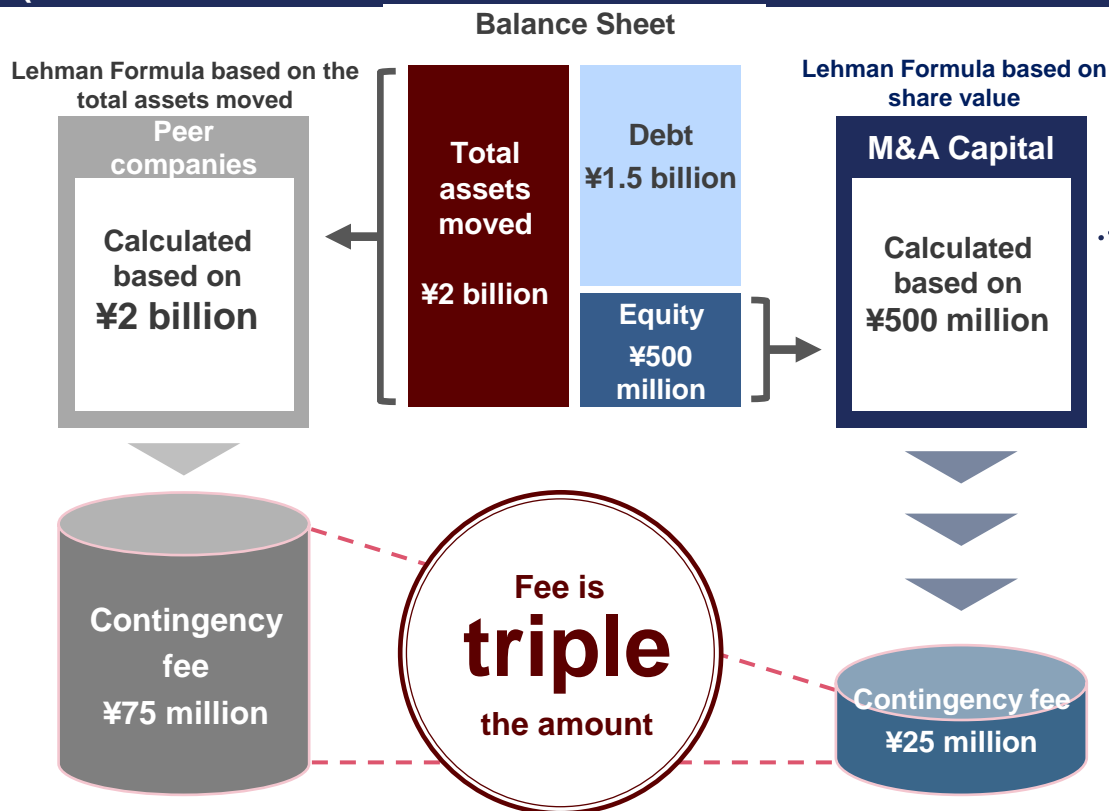 Balance Sheet
Lehman Formula based on the
total assets moved
Peer
companies
Calculated
based on
¥2 billion
Total
assets
moved
¥2 billion
Debt
¥1.5 billion
Equity
¥500
million
Lehman Formula based on
share value
M&A Capital
Calculated
based on
¥500 million
Contingency
fee
¥75 million
Fee is
triple
the amount
Contingency fee
¥25 million